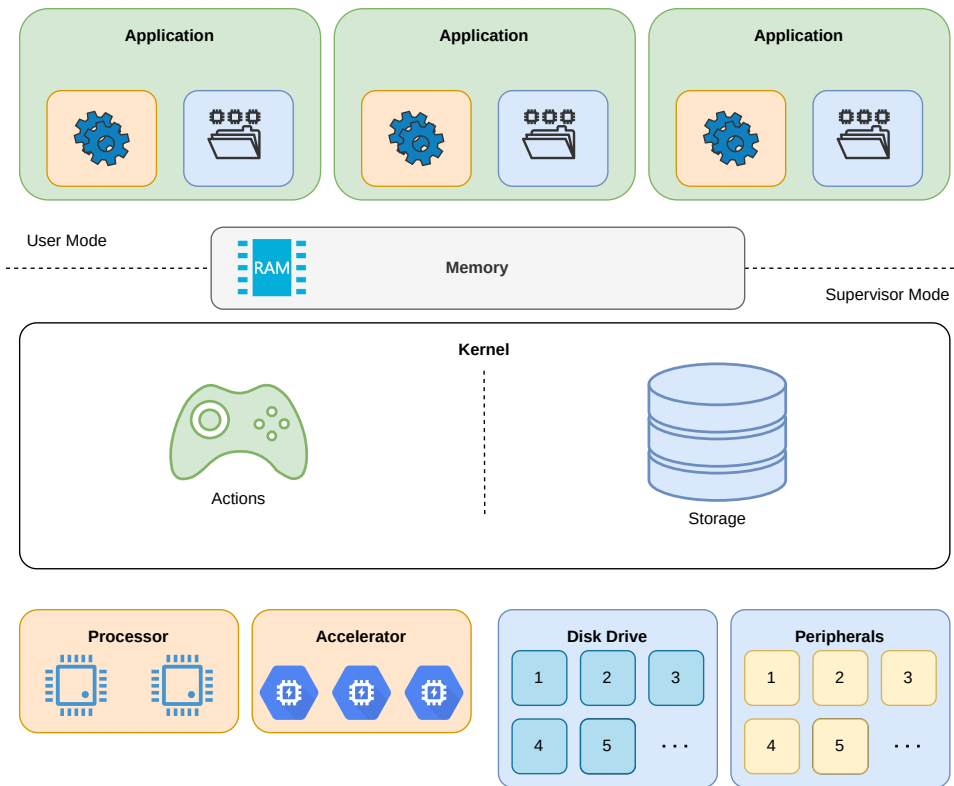 Application
Application
Application
User Mode
RAM
Memory
Supervisor Mode
Kernel
Actions
Storage
Processor
Accelerator
Disk Drive
1 2 3
4 5 ...
Peripherals
1 2 3
4 5 ...